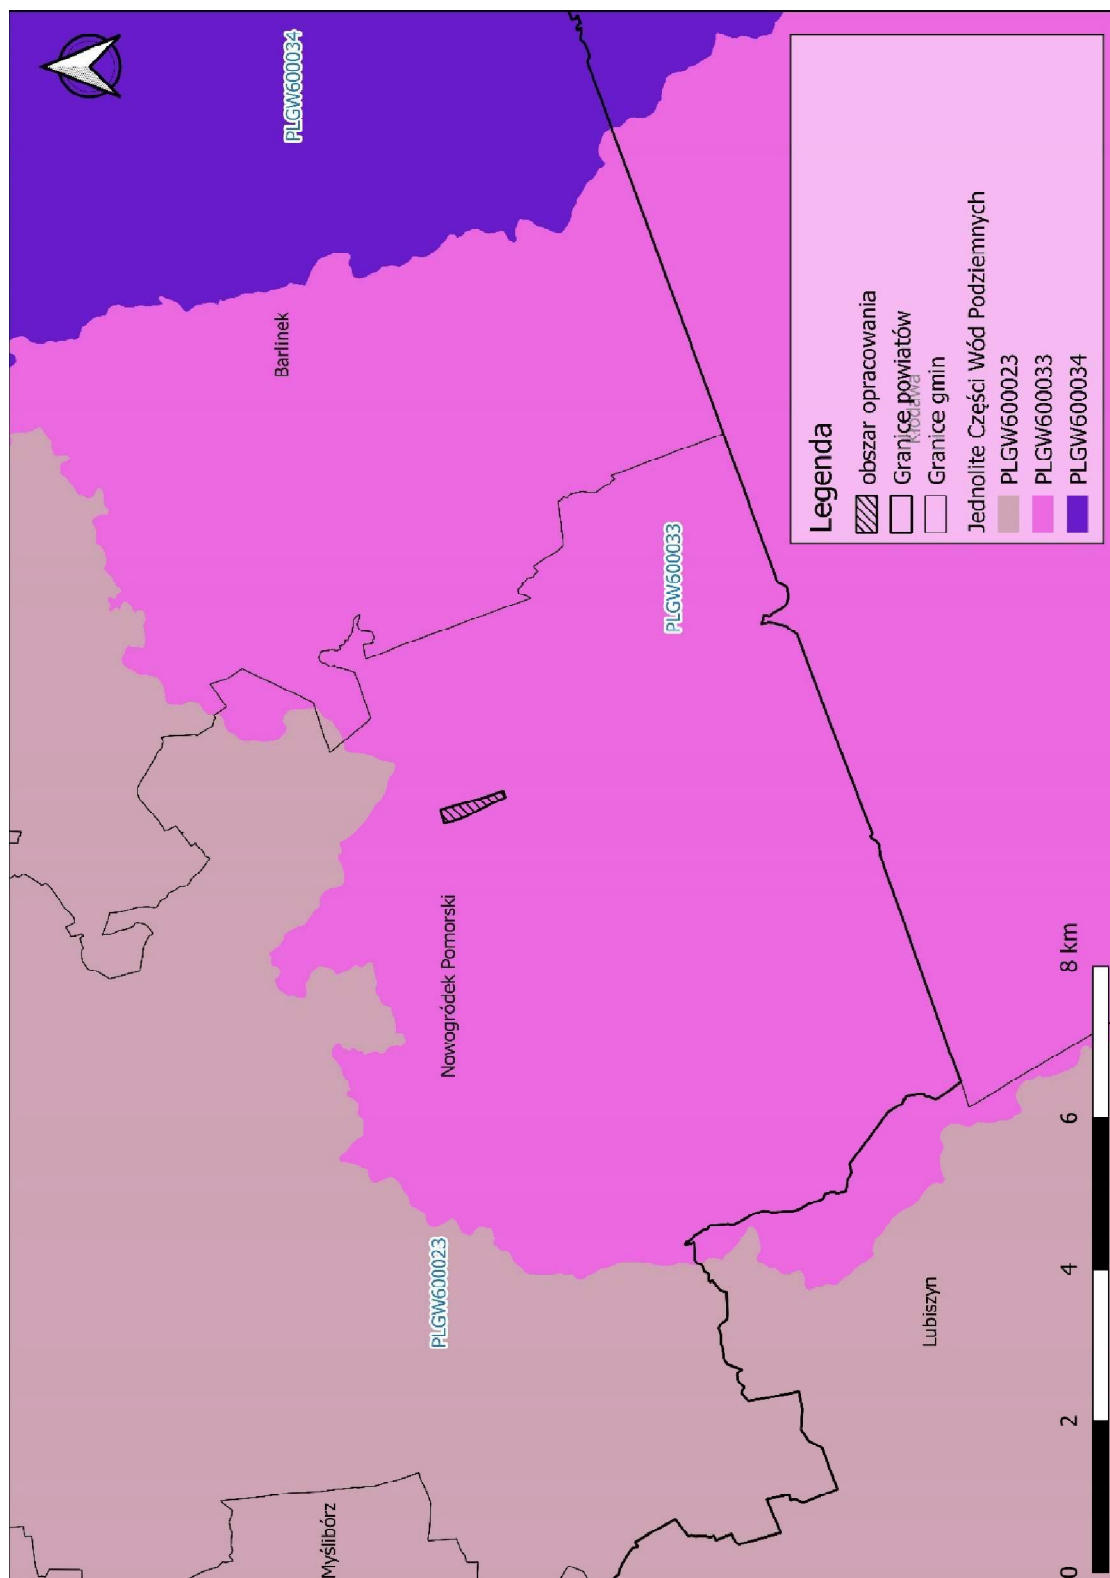 PLGW600034
Barlinek
PLGW600033
Nowogródek Pomorski
PLGW600023
Lubiszyn
Myślibórz
Legenda
obszar opracowania
Granice powiatów
Kłodawa
Granice gmin
Jednolite Części Wód Podziemnych
PLGW600023
PLGW600033
PLGW600034
0 2 4 6 8 km